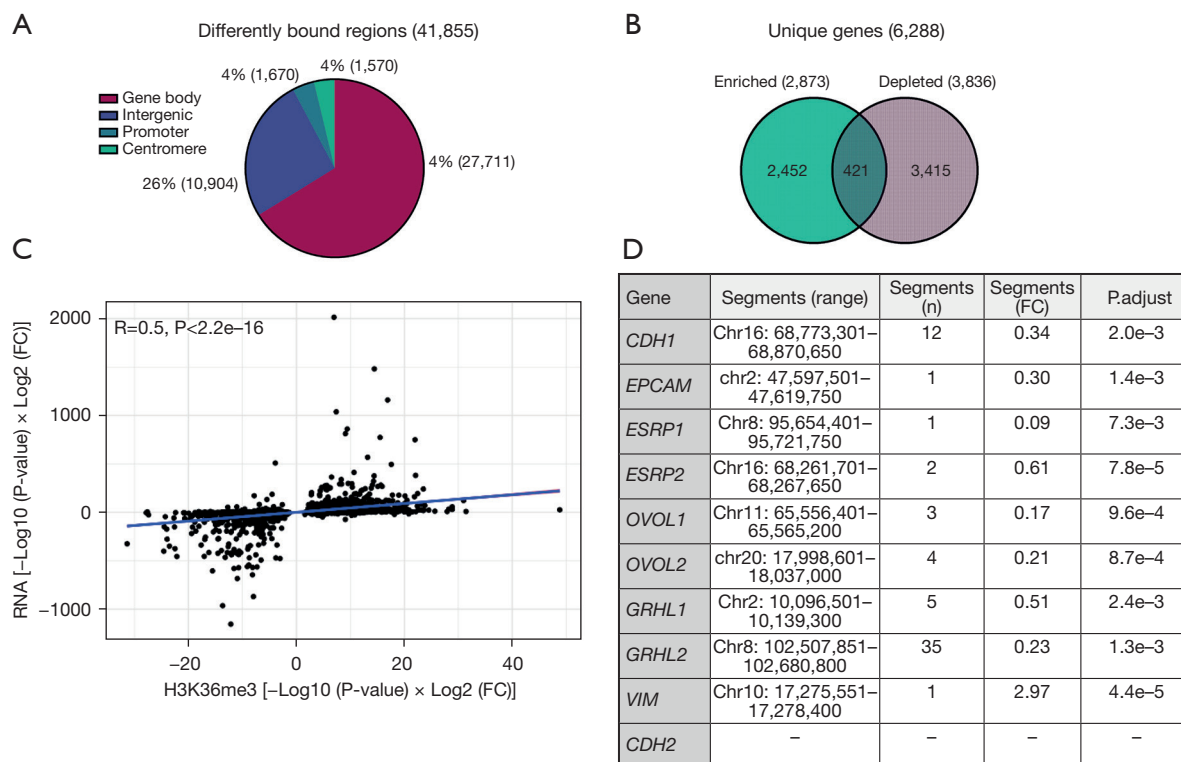 A
Differently bound regions (41,855)
4% (1,670)
4% (1,570)
Gene body
Intergenic
Promoter
Centromere
4% (27,711)
26% (10,904)
B
Unique genes (6,288)
Enriched (2,873)
Depleted (3,836)
2,452
421
3,415
C
R=0.5, P<2.2e−16
2000
1000
0
−1000
RNA [−Log10 (P-value) × Log2 (FC)]
−20
0
20
40
H3K36me3 [−Log10 (P-value) × Log2 (FC)]
D
Gene Segments (range) Segments (n) Segments (FC) P.adjust
CDH1 Chr16: 68,773,301–
68,870,650 12 0.34 2.0e−3
EPCAM chr2: 47,597,501–
47,619,750 1 0.30 1.4e−3
ESRP1 Chr8: 95,654,401–
95,721,750 1 0.09 7.3e−3
ESRP2 Chr16: 68,261,701–
68,267,650 2 0.61 7.8e−5
OVOL1 Chr11: 65,556,401–
65,565,200 3 0.17 9.6e−4
OVOL2 chr20: 17,998,601–
18,037,000 4 0.21 8.7e−4
GRHL1 Chr2: 10,096,501–
10,139,300 5 0.51 2.4e−3
GRHL2 Chr8: 102,507,851–
102,680,800 35 0.23 1.3e−3
VIM Chr10: 17,275,551–
17,278,400 1 2.97 4.4e−5
CDH2 – – – –